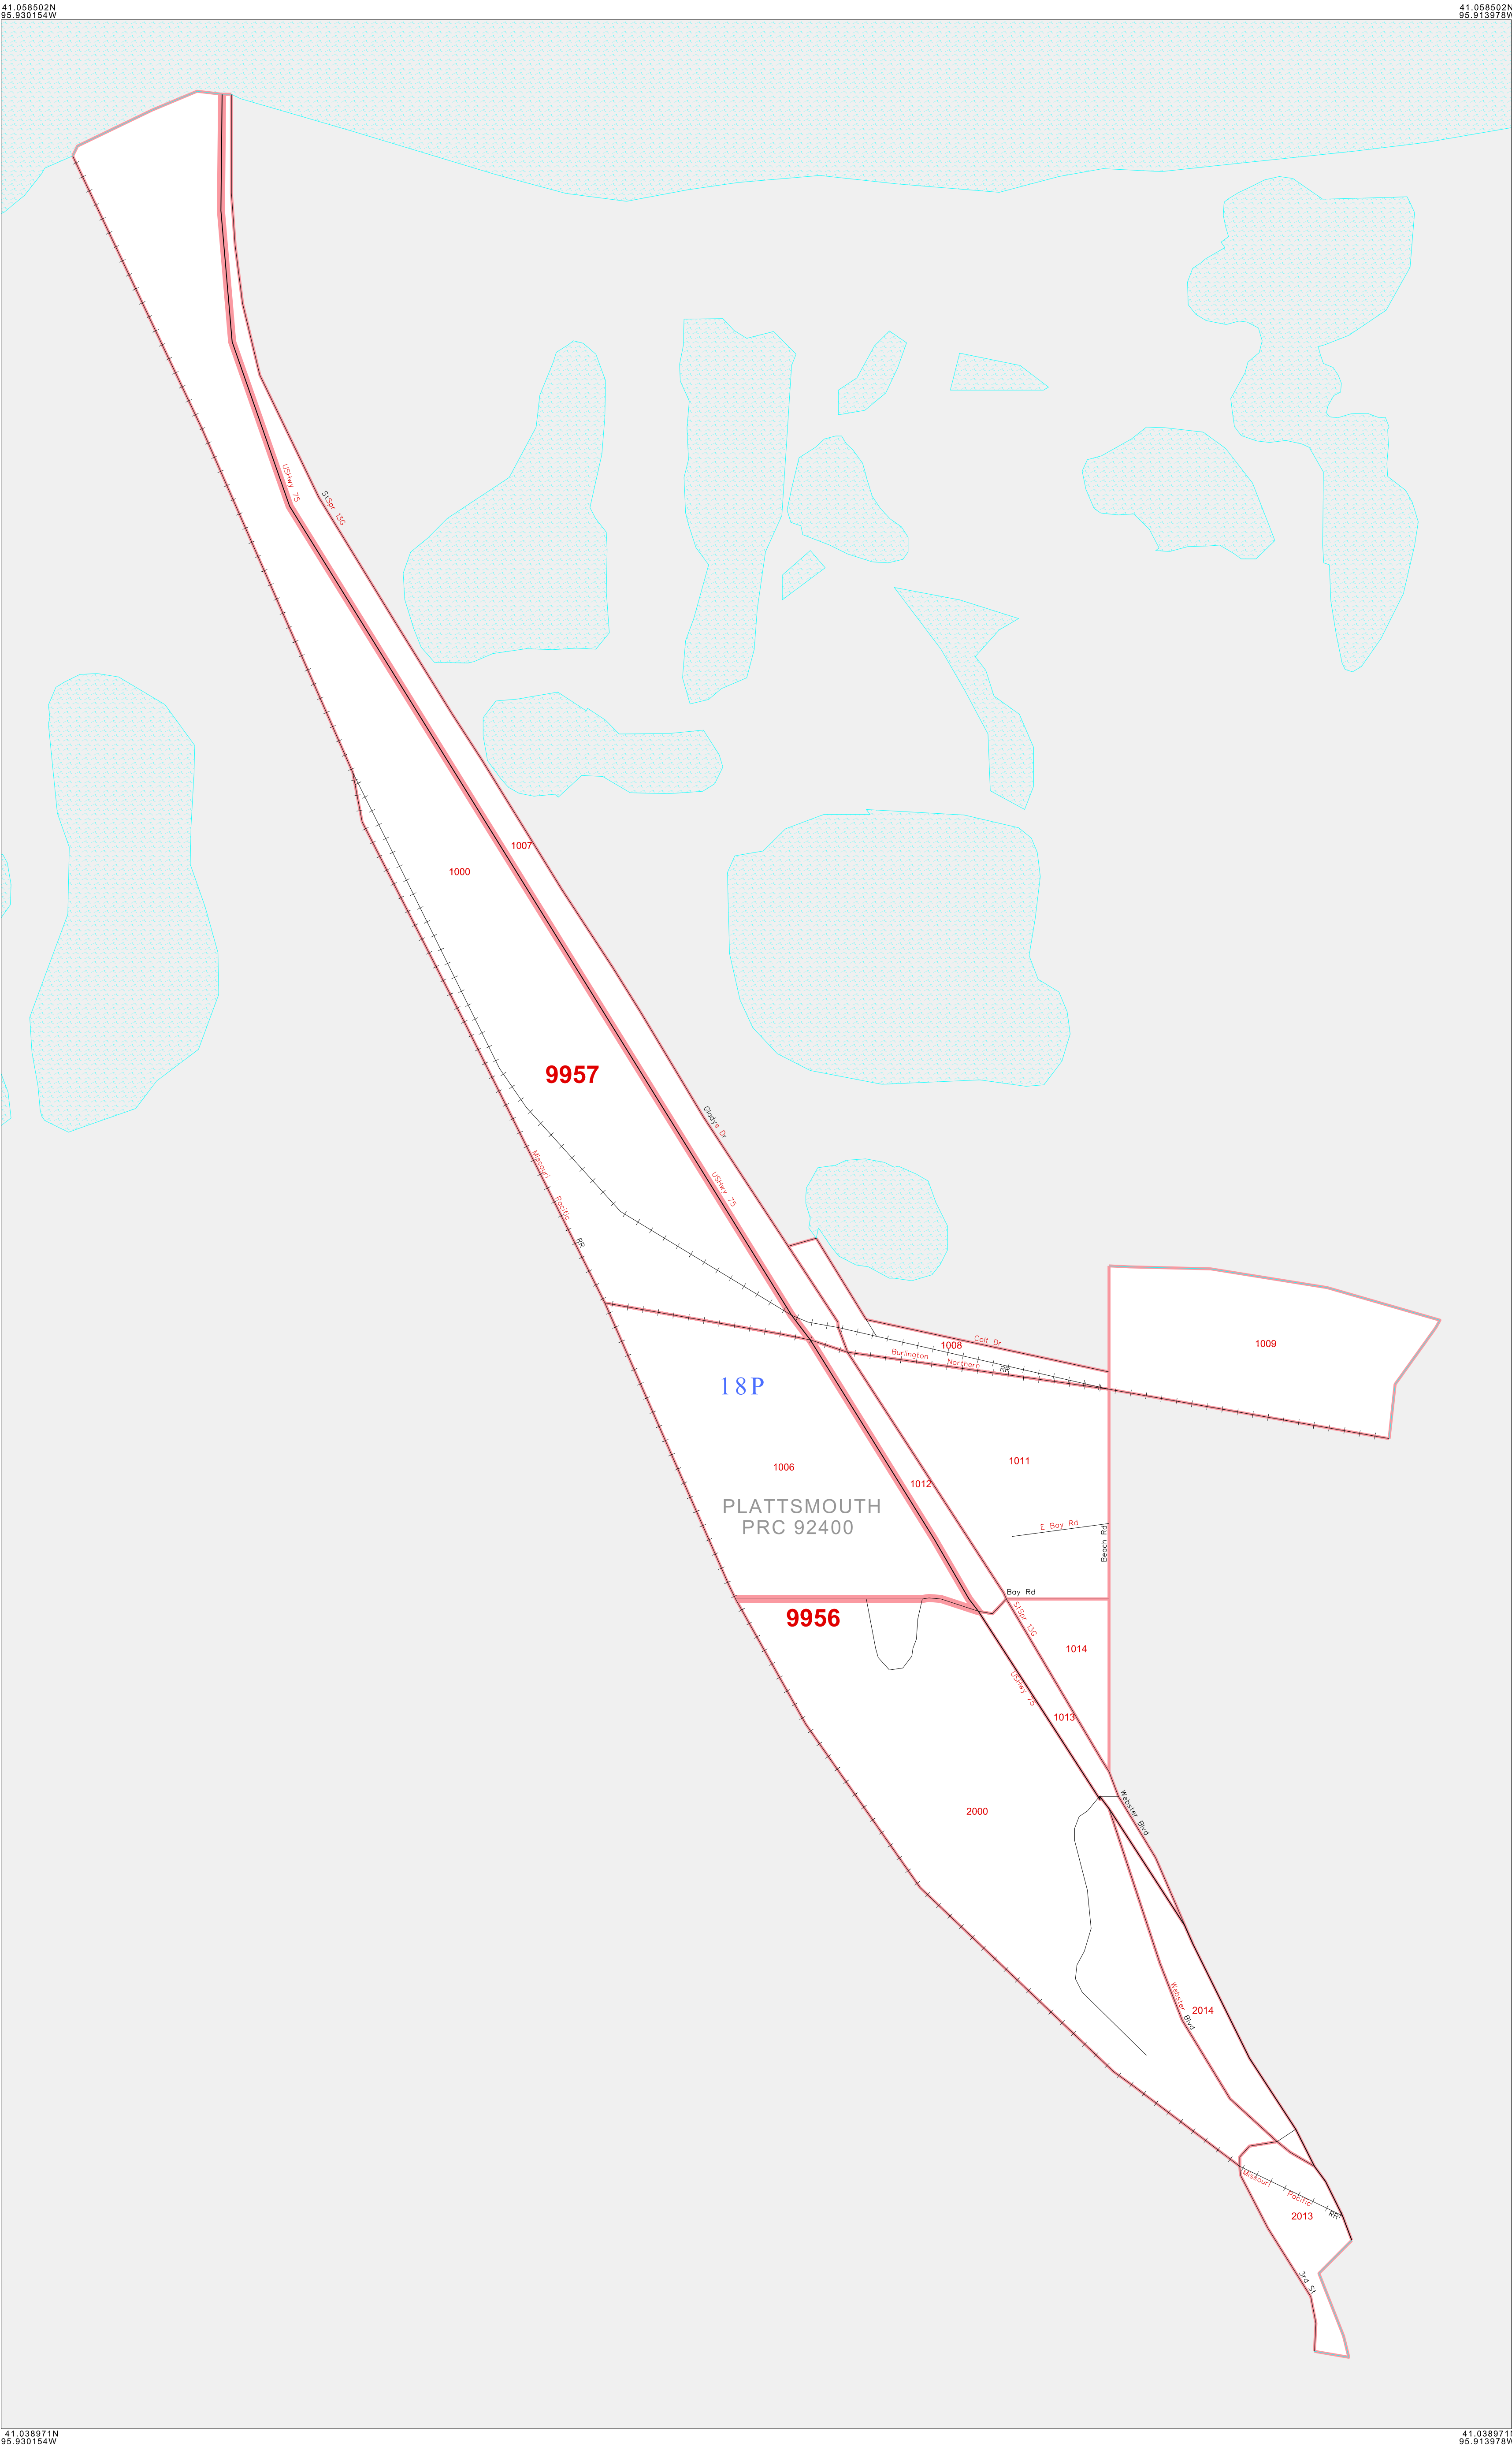 41.058502N
95.930154W
41.058502N
95.913978W
USHwy 75
StSpr 13G
1007
1000
9957
Gladys Dr
Missouri Pacific RR
USHwy 75
Colt Dr
1008
1009
Burlington Northern RR
18P
1006
1011
1012
PLATTSMOUTH
PRC 92400
E Bay Rd
Beach Rd
Bay Rd
9956
StSpr 13G
1014
USHwy 75
1013
Webster Blvd
2000
Webster Blvd
2014
Missouri Pacific RR
2013
3rd St
41.038971N
95.930154W
41.038971N
95.913978W